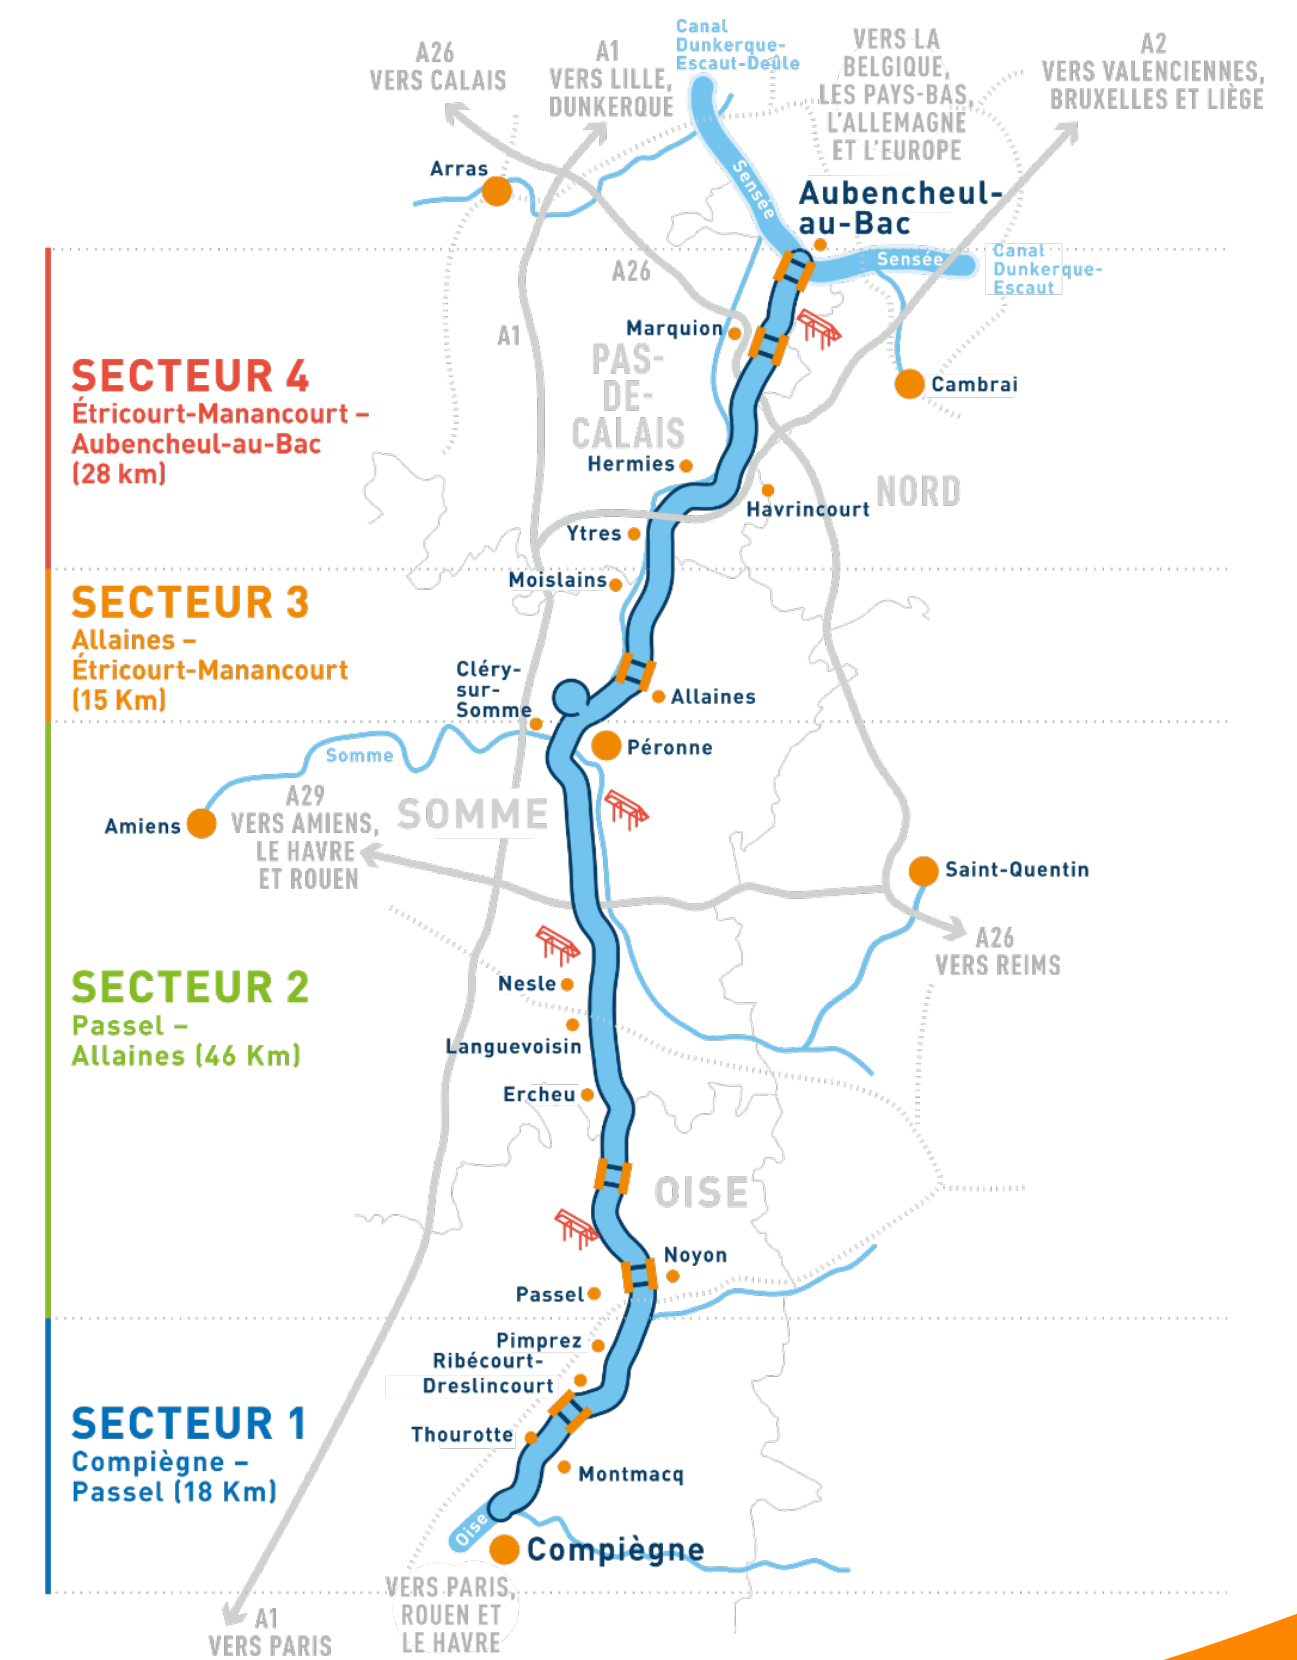 Canal
Dunkerque-
Escaut-Deûle
A26
VERS CALAIS
A1
VERS LILLE,
DUNKERQUE
VERS LA
BELGIQUE,
LES PAYS-BAS,
L'ALLEMAGNE
ET L'EUROPE
A2
VERS VALENCIENNES,
BRUXELLES ET LIÈGE
Arras
Sensée
Aubencheul-
au-Bac
Sensée
Canal
Dunkerque-
Escaut
A26
A1
Marquion
PAS-
DE-
CALAIS
Cambrai
SECTEUR 4
Étricourt-Manancourt –
Aubencheul-au-Bac
(28 km)
Hermies
NORD
Havrincourt
Ytres
Moislains
SECTEUR 3
Allaines –
Étricourt-Manancourt
(15 Km)
Cléry-
sur-
Somme
Allaines
Péronne
Somme
Amiens
A29
VERS AMIENS,
LE HAVRE
ET ROUEN
SOMME
Saint-Quentin
A26
VERS REIMS
SECTEUR 2
Passel –
Allaines (46 Km)
Nesle
Languevoisin
Ercheu
OISE
Noyon
Passel
Pimprez
Ribécourt-
Dreslincourt
SECTEUR 1
Compiègne –
Passel (18 Km)
Thourotte
Montmacq
Oise
Compiègne
VERS PARIS,
ROUEN ET
LE HAVRE
A1
VERS PARIS